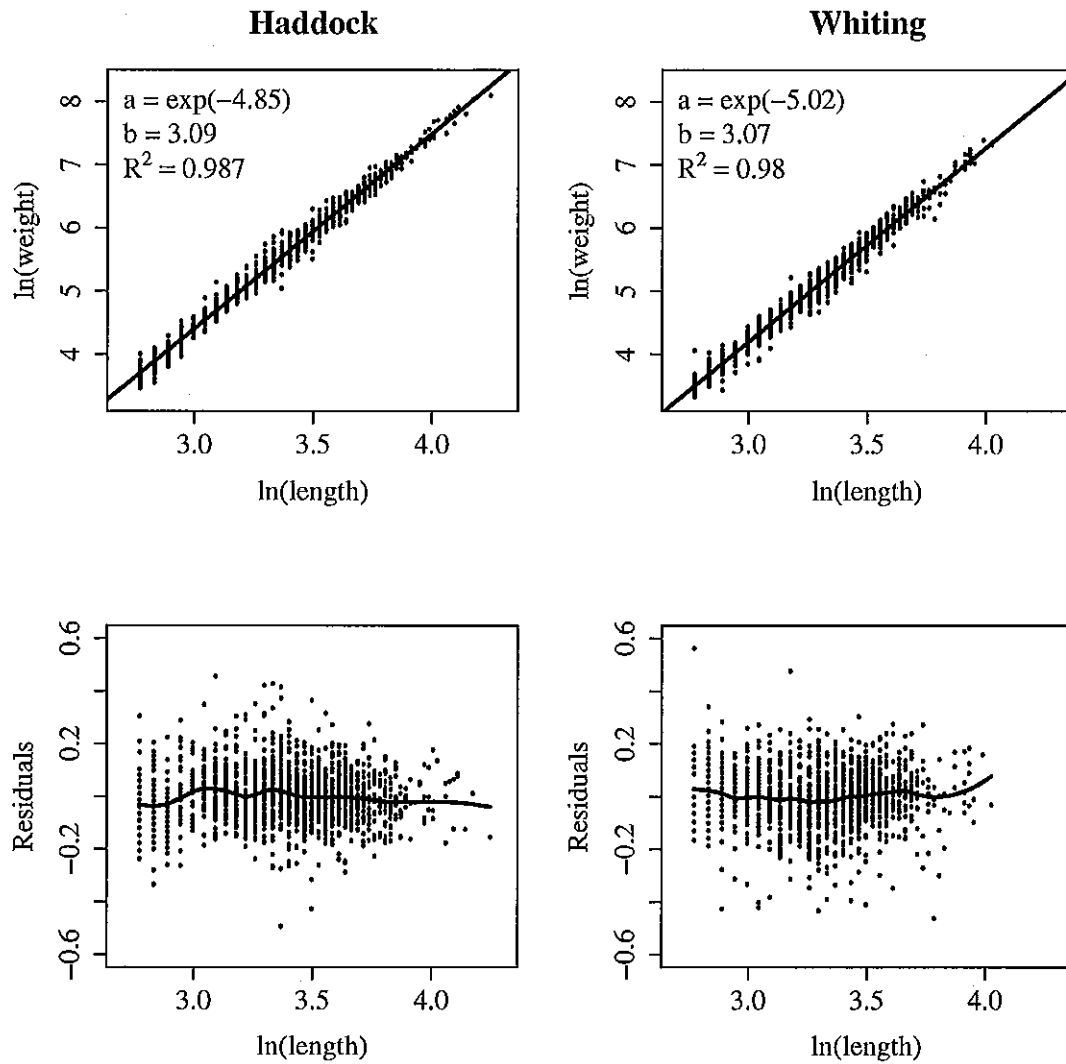 Haddock
Whiting
a = exp(−4.85)
b = 3.09
R² = 0.987
ln(weight)
8
7
6
5
4
3.0 3.5 4.0
ln(length)
a = exp(−5.02)
b = 3.07
R² = 0.98
ln(weight)
8
7
6
5
4
3.0 3.5 4.0
ln(length)
Residuals
0.6
0.2
−0.2
−0.6
3.0 3.5 4.0
ln(length)
Residuals
0.6
0.2
−0.2
−0.6
3.0 3.5 4.0
ln(length)